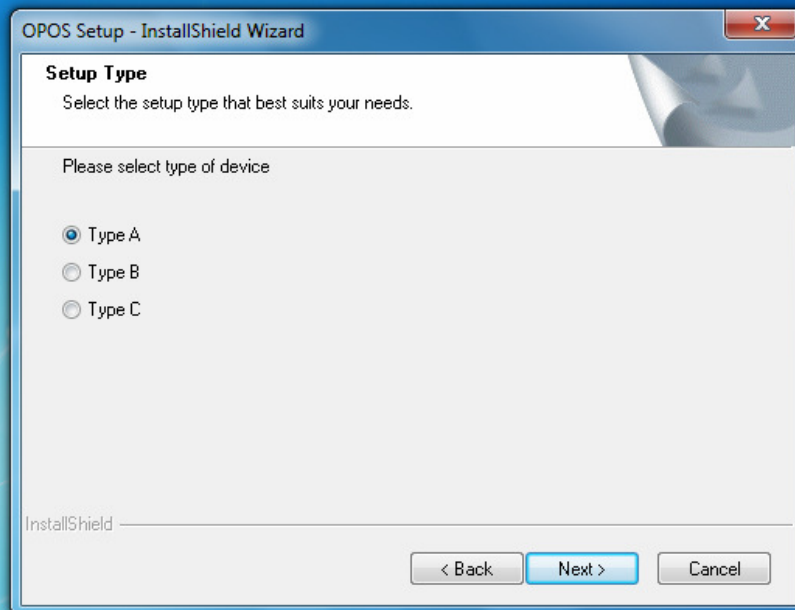 OPOS Setup - InstallShield Wizard
Setup Type
Select the setup type that best suits your needs.
Please select type of device
Type A
Type B
Type C
InstallShield
< Back Next > Cancel